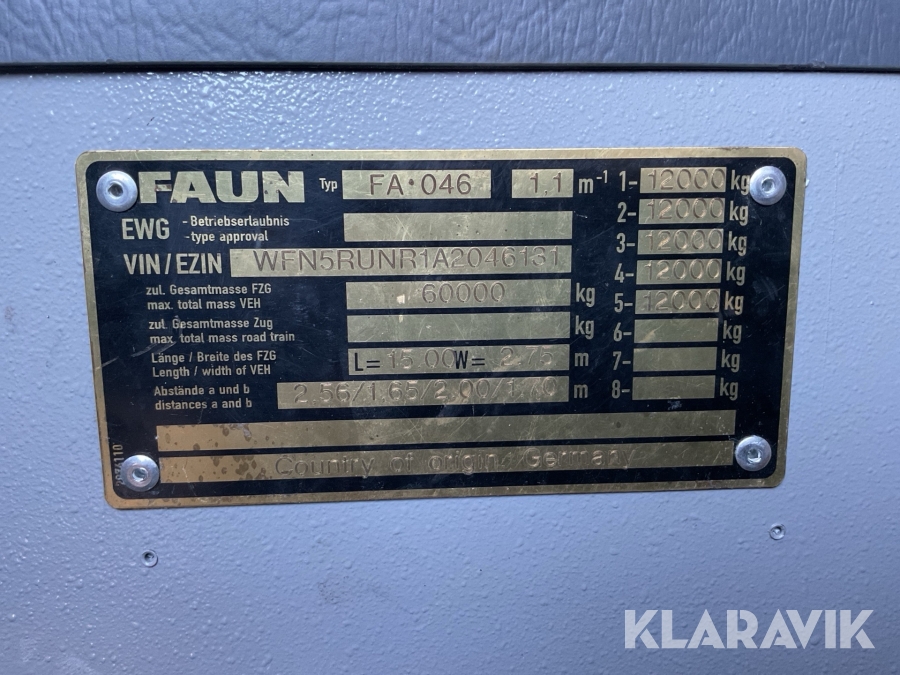 FAUN Typ FA·046 1.1 m⁻¹ 1- 12000 kg
EWG -Betriebserlaubnis
-type approval
2- 12000 kg
VIN/EZIN WFN5RUNR1A2046131
3- 12000 kg
zul. Gesamtmasse FZG
max. total mass VEH
60000 kg
4- 12000 kg
zul. Gesamtmasse Zug
max. total mass road train
kg
5- 12000 kg
6- kg
Länge / Breite des FZG
Length / width of VEH
L= 15.00 W= 2.75 m
7- kg
Abstände a und b
distances a and b
2.56/1.65/2.00/1.70 m
8- kg
Country of origin: Germany
KLARAVIK